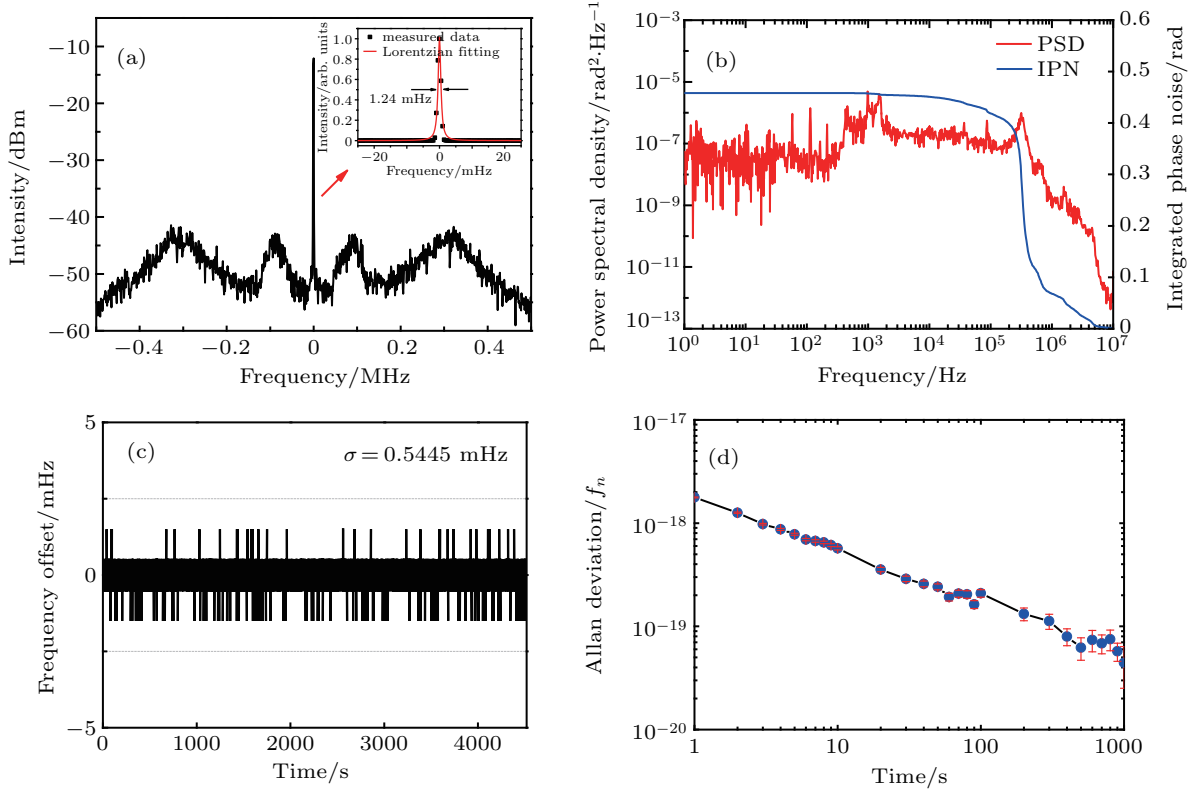 (a)
Intensity/dBm
−10
−20
−30
−40
−50
−60
−0.4
−0.2
0
0.2
0.4
Frequency/MHz
measured data
Lorentzian fitting
1.24 mHz
Intensity/arb. units
1.0
0.8
0.6
0.4
0.2
0
−20
0
20
Frequency/mHz
(b)
PSD
IPN
Power spectral density/rad²·Hz⁻¹
10⁻³
10⁻⁵
10⁻⁷
10⁻⁹
10⁻¹¹
10⁻¹³
Integrated phase noise/rad
0.6
0.5
0.4
0.3
0.2
0.1
0
10⁰
10¹
10²
10³
10⁴
10⁵
10⁶
10⁷
Frequency/Hz
(c)
σ = 0.5445 mHz
Frequency offset/mHz
5
0
−5
0
1000
2000
3000
4000
Time/s
(d)
Allan deviation/fₙ
10⁻¹⁷
10⁻¹⁸
10⁻¹⁹
10⁻²⁰
1
10
100
1000
Time/s